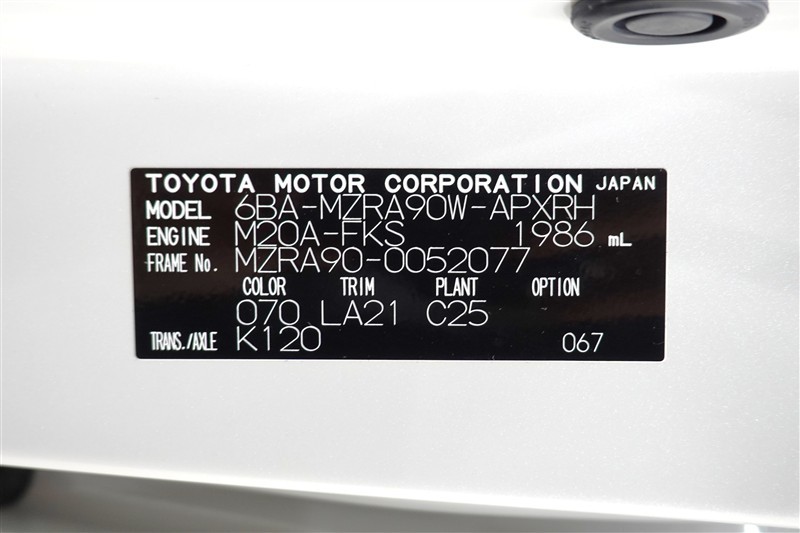 TOYOTA MOTOR CORPORATION JAPAN
MODEL 6BA-MZRA90W-APXRH
ENGINE M20A-FKS 1986 mL
FRAME No. MZRA90-0052077
COLOR TRIM PLANT OPTION
070 LA21 C25
TRANS./AXLE K120 067